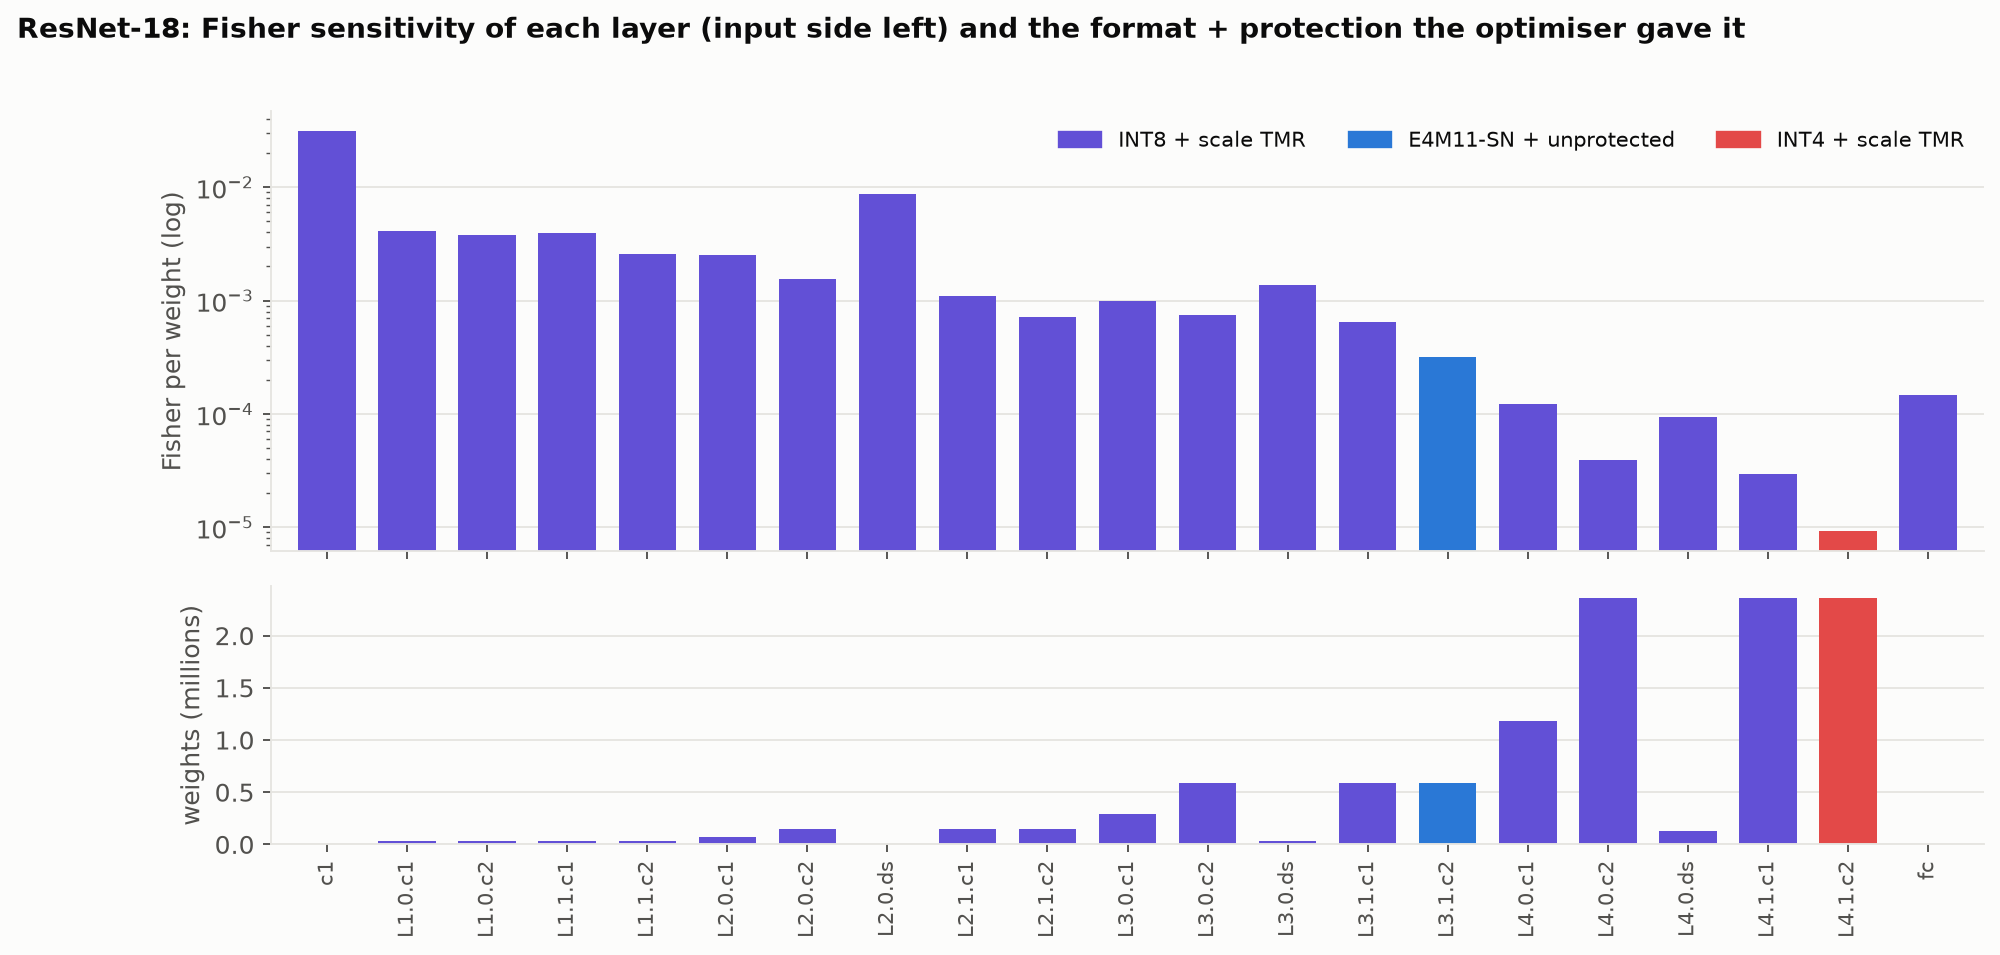 ResNet-18: Fisher sensitivity of each layer (input side left) and the format + protection the optimiser gave it
INT8 + scale TMR
E4M11-SN + unprotected
INT4 + scale TMR
Fisher per weight (log)
10⁻²
10⁻³
10⁻⁴
10⁻⁵
weights (millions)
2.0
1.5
1.0
0.5
0.0
c1
L1.0.c1
L1.0.c2
L1.1.c1
L1.1.c2
L2.0.c1
L2.0.c2
L2.0.ds
L2.1.c1
L2.1.c2
L3.0.c1
L3.0.c2
L3.0.ds
L3.1.c1
L3.1.c2
L4.0.c1
L4.0.c2
L4.0.ds
L4.1.c1
L4.1.c2
fc